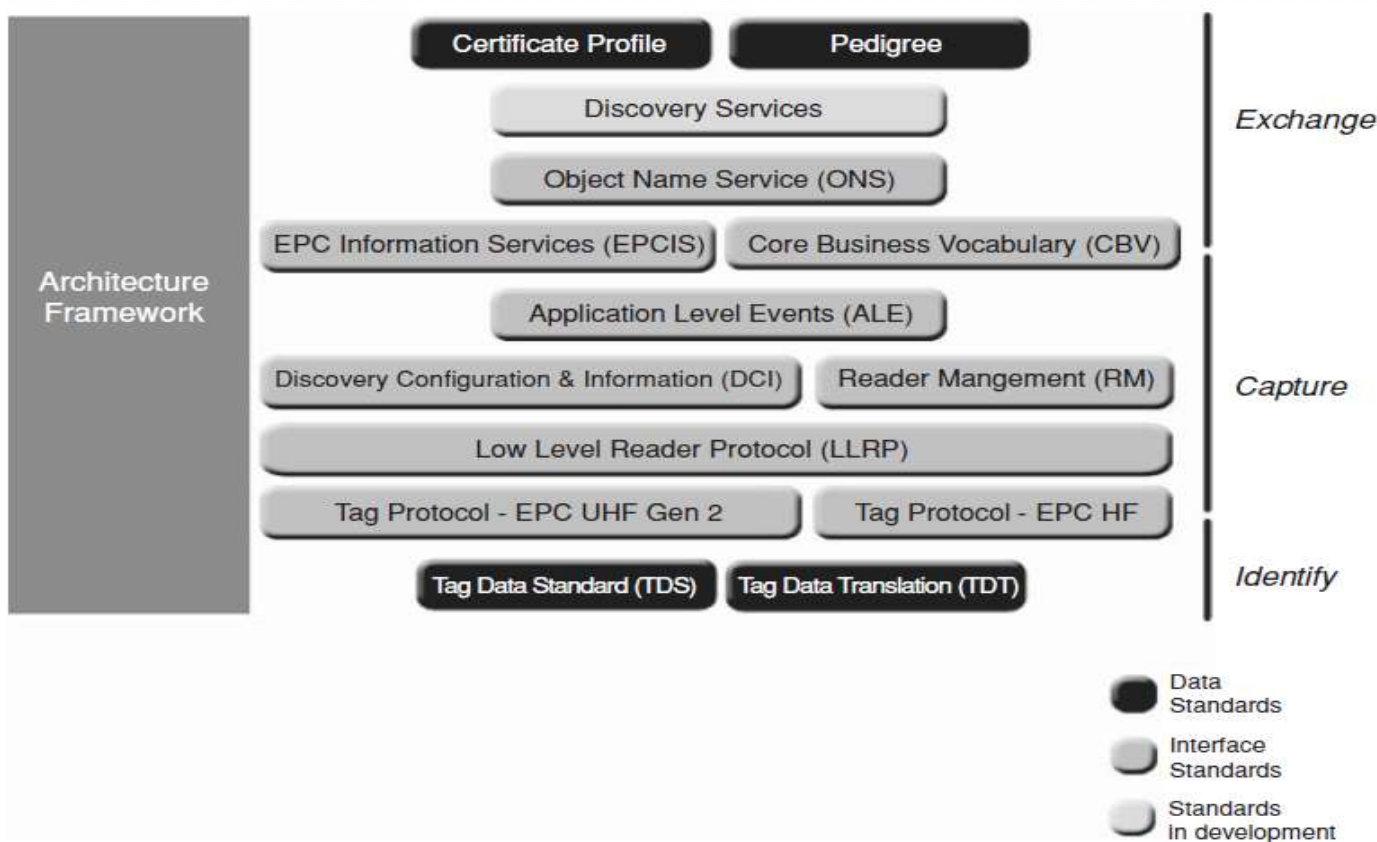 Certificate Profile
Pedigree
Discovery Services
Exchange
Object Name Service (ONS)
EPC Information Services (EPCIS)
Core Business Vocabulary (CBV)
Architecture
Framework
Application Level Events (ALE)
Discovery Configuration & Information (DCI)
Reader Mangement (RM)
Capture
Low Level Reader Protocol (LLRP)
Tag Protocol - EPC UHF Gen 2
Tag Protocol - EPC HF
Tag Data Standard (TDS)
Tag Data Translation (TDT)
Identify
Data
Standards
Interface
Standards
Standards
in development